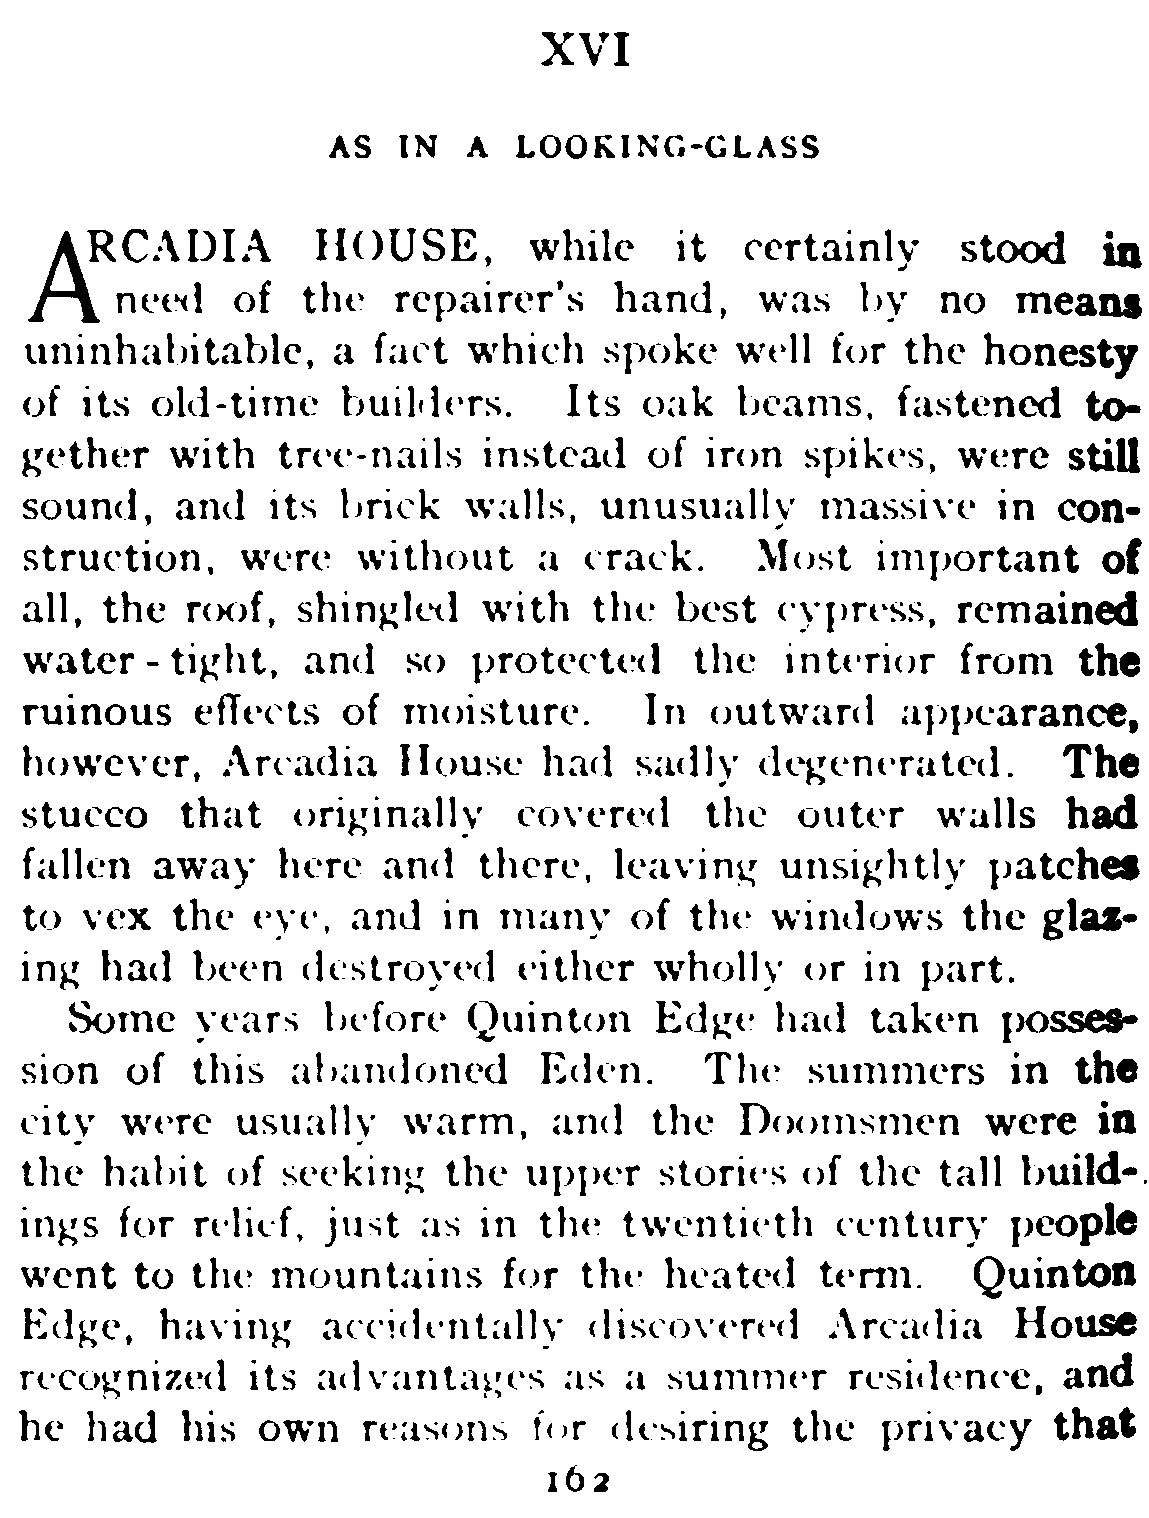 XVI
AS IN A LOOKING-GLASS
ARCADIA HOUSE, while it certainly stood in
need of the repairer's hand, was by no means
uninhabitable, a fact which spoke well for the honesty
of its old-time builders. Its oak beams, fastened to-
gether with tree-nails instead of iron spikes, were still
sound, and its brick walls, unusually massive in con-
struction, were without a crack. Most important of
all, the roof, shingled with the best cypress, remained
water-tight, and so protected the interior from the
ruinous effects of moisture. In outward appearance,
however, Arcadia House had sadly degenerated. The
stucco that originally covered the outer walls had
fallen away here and there, leaving unsightly patches
to vex the eye, and in many of the windows the glaz-
ing had been destroyed either wholly or in part.
Some years before Quinton Edge had taken posses-
sion of this abandoned Eden. The summers in the
city were usually warm, and the Doomsmen were in
the habit of seeking the upper stories of the tall build-
ings for relief, just as in the twentieth century people
went to the mountains for the heated term. Quinton
Edge, having accidentally discovered Arcadia House
recognized its advantages as a summer residence, and
he had his own reasons for desiring the privacy that
162